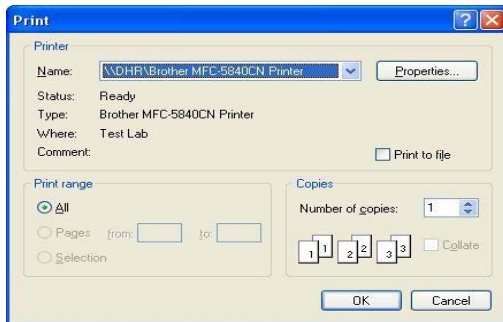 Print
Printer
Name: \\DHR\Brother MFC-5840CN Printer Properties...
Status: Ready
Type: Brother MFC-5840CN Printer
Where: Test Lab
Comment: Print to file
Print range
All
Pages from: to:
Selection
Copies
Number of copies: 1
1 1 2 2 3 3 Collate
OK Cancel